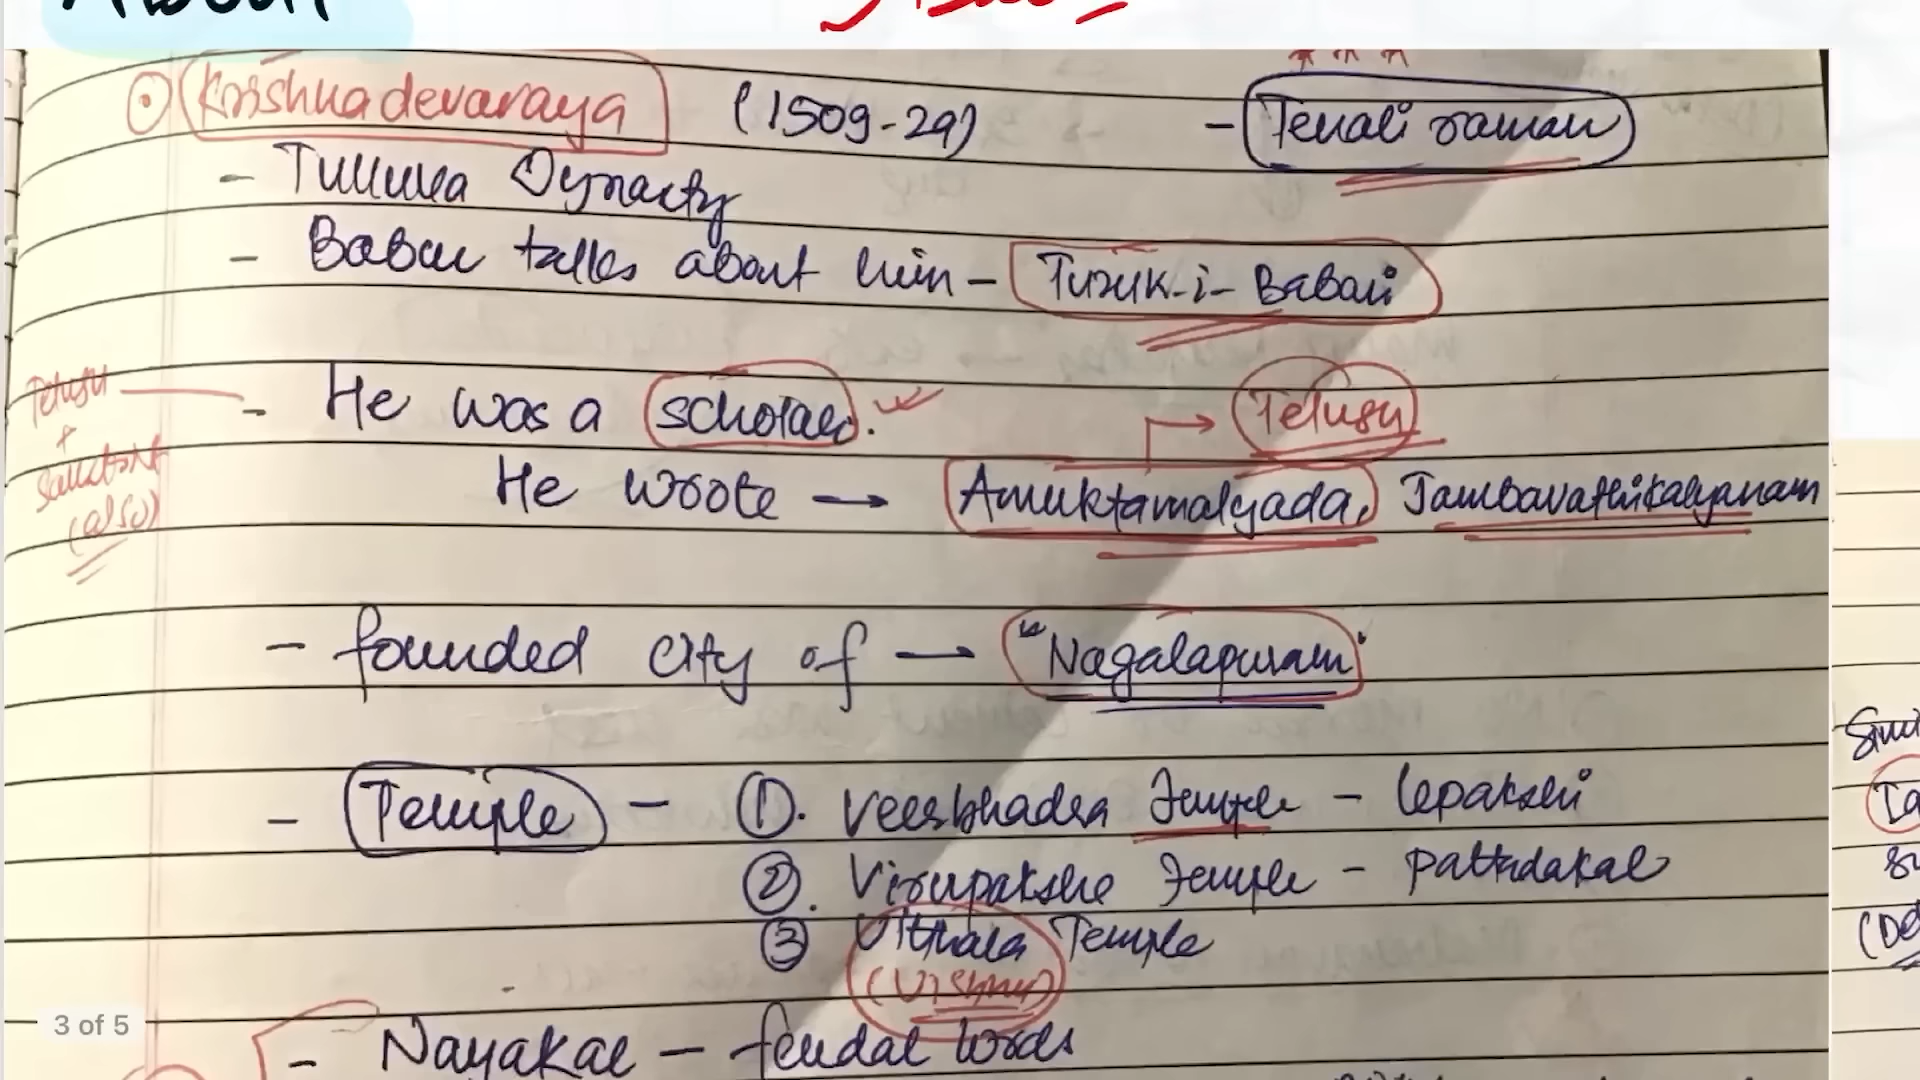 Krishnadevaraya (1509-29) - Tenali raman
- Tuluva Dynasty
- Babar talks about him - Tuzuk-i-Babari
Telugu
+
Sanskrit
(also)
- He was a scholar.
Telugu
He wrote → Amuktamalyada, Jambavathikalyanam
- founded city of → "Nagalapuram"
- Temple - ①. Veerbhadra Temple - lepakshi
②. Virupaksha Temple - Pattadakal
③ Vitthala Temple
(Vishnu)
3 of 5
- Nayakar - feudal lords